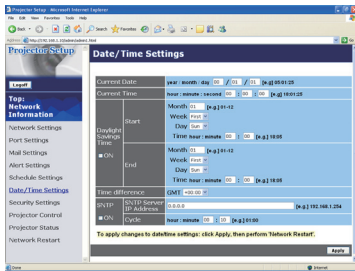 Projector Setup - Microsoft Internet Explorer
File Edit View Favorites Tools Help
Back Search Favorites
Projector Setup
Date/Time Settings
Logoff
Top:
Network
Information
Network Settings
Port Settings
Mail Settings
Alert Settings
Schedule Settings
Date/Time Settings
Security Settings
Projector Control
Projector Status
Network Restart
Current Date year : month : day 00 / 01 / 01 [e.g] 05:01:25
Current Time hour : minute : second 00 : 00 : 00 [e.g] 18:01:25
Daylight Savings Time
ON
Start
Month 01 [e.g.] 01-12
Week First
Day Sun
Time hour : minute 00 : 00 [e.g.] 18:05
End
Month 01 [e.g.] 01-12
Week First
Day Sun
Time hour : minute 00 : 00 [e.g.] 18:05
Time difference GMT +00:00
SNTP
ON
SNTP Server IP Address 0.0.0.0 [e.g.] 192.168.1.254
Cycle hour : minute 00 : 10 [e.g.] 01:00
To apply changes to date/time settings: click Apply, then perform 'Network Restart'.
Apply
Done Internet